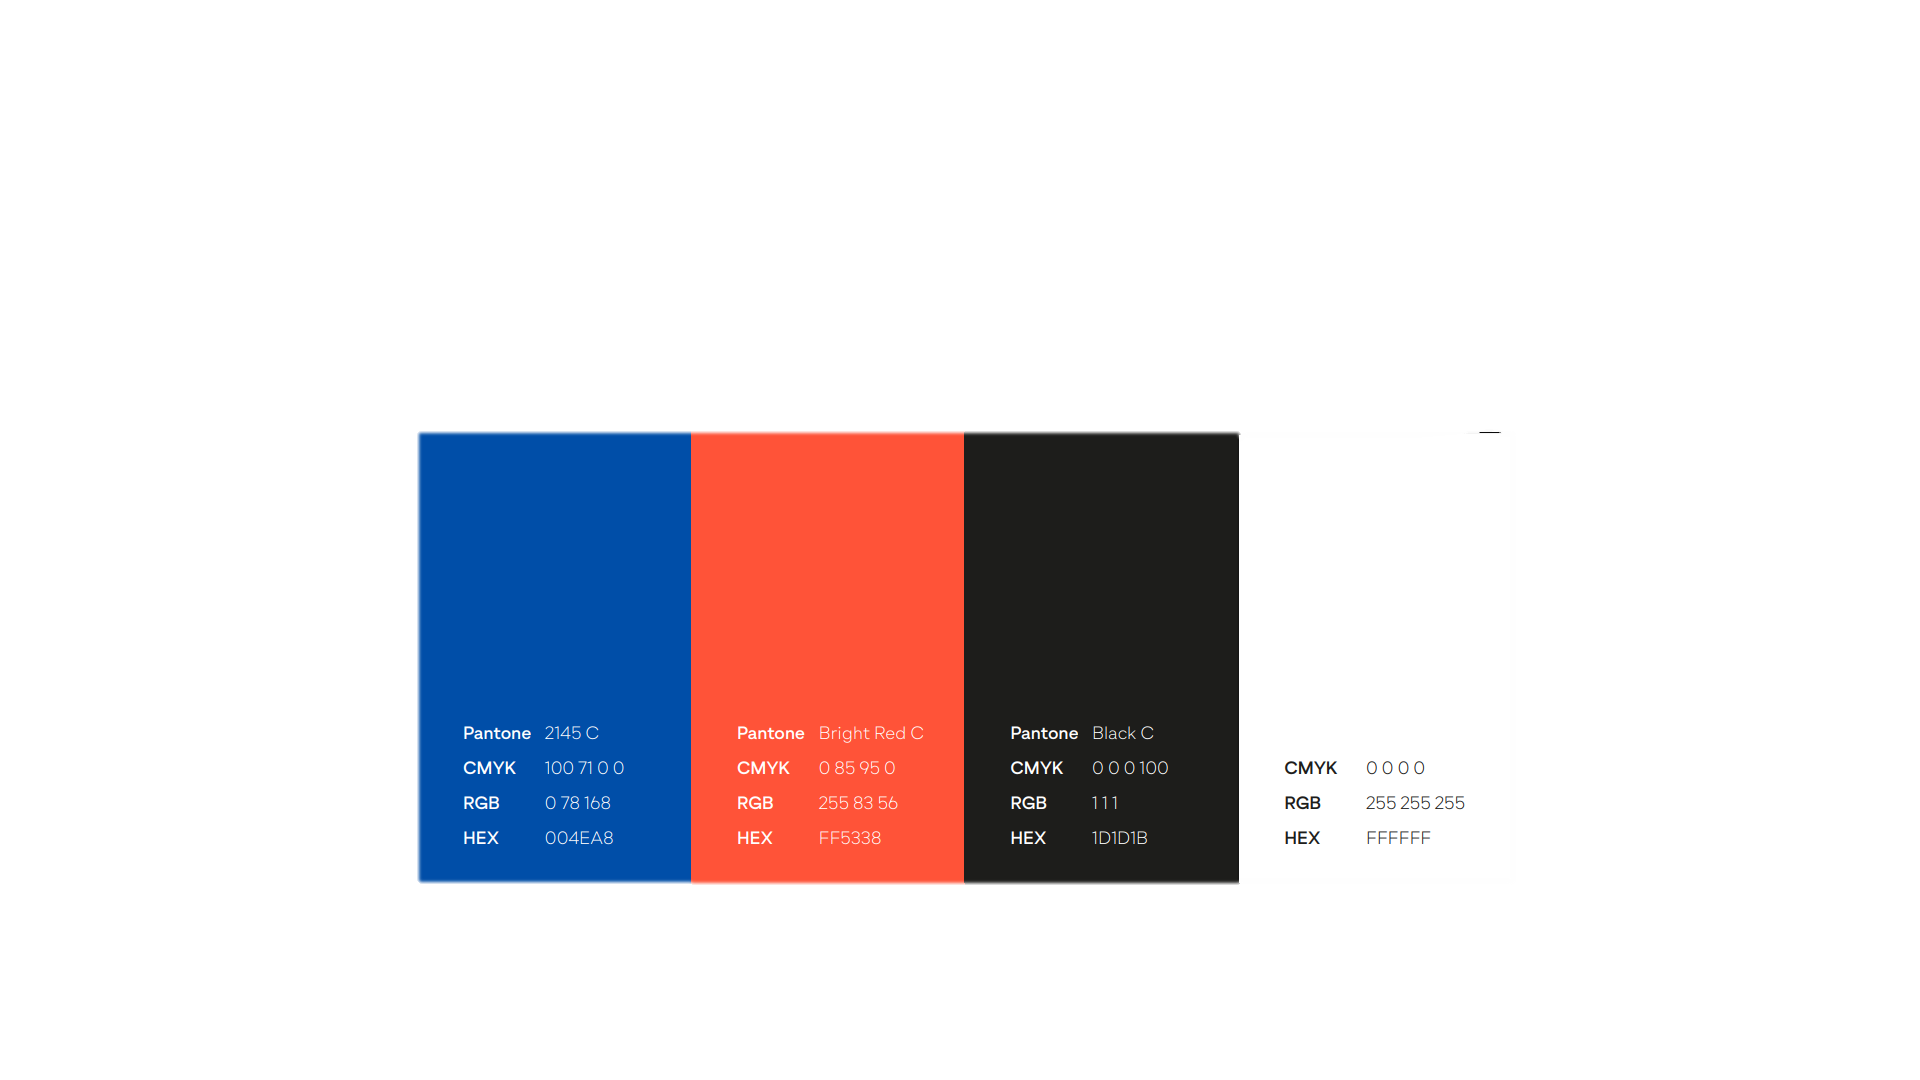 Pantone 2145 C
CMYK 100 71 0 0
RGB 0 78 168
HEX 004EA8
Pantone Bright Red C
CMYK 0 85 95 0
RGB 255 83 56
HEX FF5338
Pantone Black C
CMYK 0 0 0 100
RGB 1 1 1
HEX 1D1D1B
CMYK 0 0 0 0
RGB 255 255 255
HEX FFFFFF